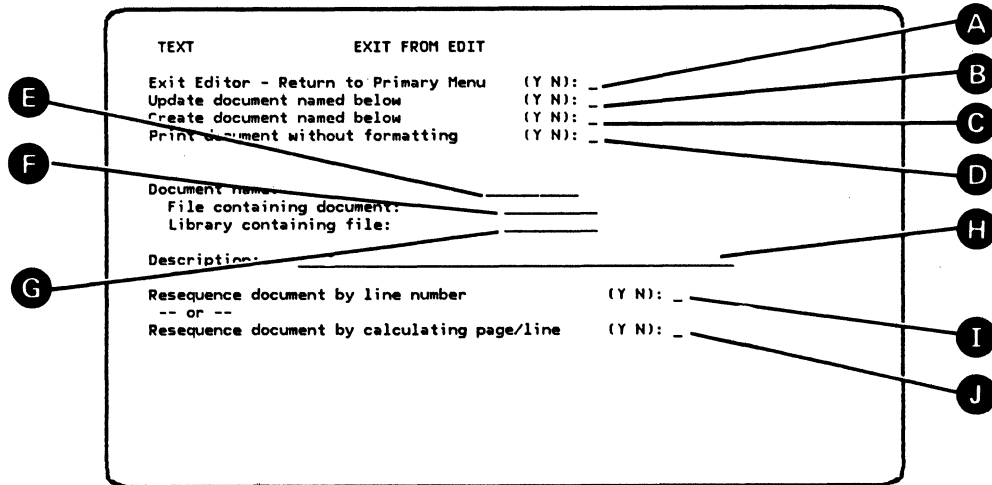 TEXT EXIT FROM EDIT
Exit Editor - Return to Primary Menu (Y N): _
Update document named below (Y N): _
Create document named below (Y N): _
Print document without formatting (Y N): _
Document name:
File containing document:
Library containing file:
Description:
Resequence document by line number (Y N): _
-- or --
Resequence document by calculating page/line (Y N): _
A
B
C
D
E
F
G
H
I
J